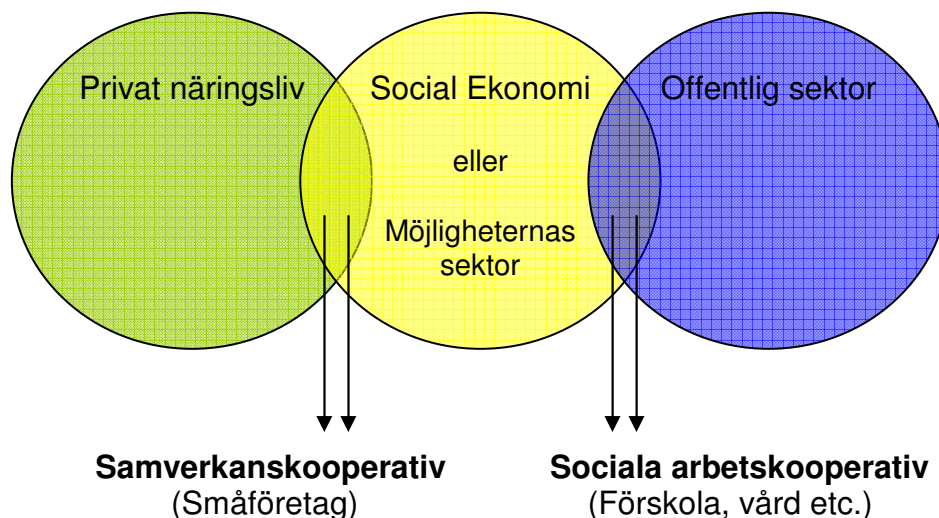 Privat näringsliv
Social Ekonomi
eller
Möjligheternas
sektor
Offentlig sektor
Samverkanskooperativ
(Småföretag)
Sociala arbetskooperativ
(Förskola, vård etc.)